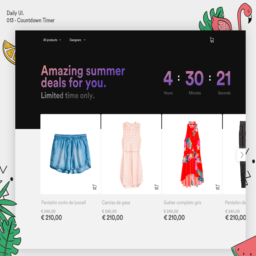 Daily UI.
013 - Countdown Timer
All products
Designers
Amazing summer
deals for you.
Limited time only.
4 : 30 : 21
Hours
Minutes
Seconds
Pantalón corto de lyocell
Camisa de gasa
Outlet completo gris
Pantalón
€ 210,00
€ 210,00
€ 210,00
€ 210,00